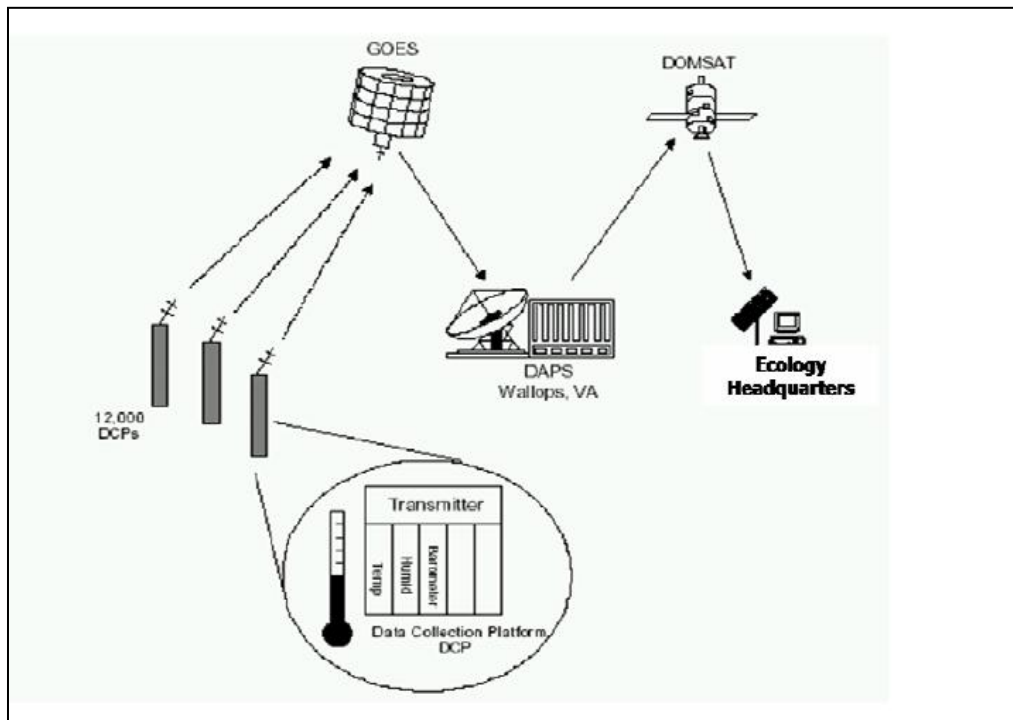 GOES
DOMSAT
DAPS
Wallops, VA
Ecology
Headquarters
12,000
DCPs
Transmitter
Temp
Humid
Barometer
Data Collection Platform
DCP